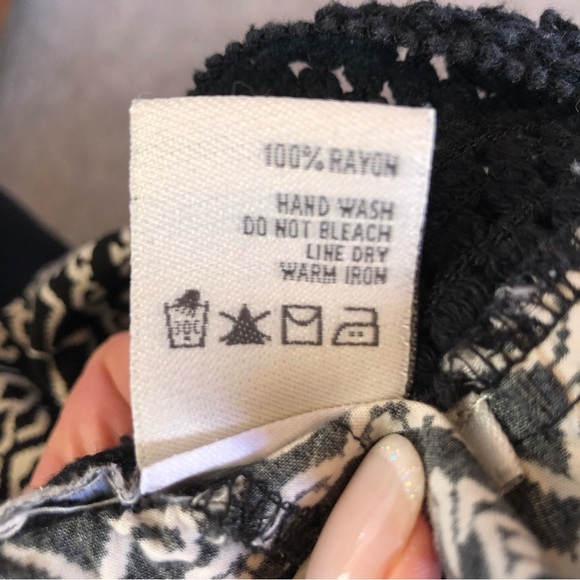 100% RAYON
HAND WASH
DO NOT BLEACH
LINE DRY
WARM IRON
30C